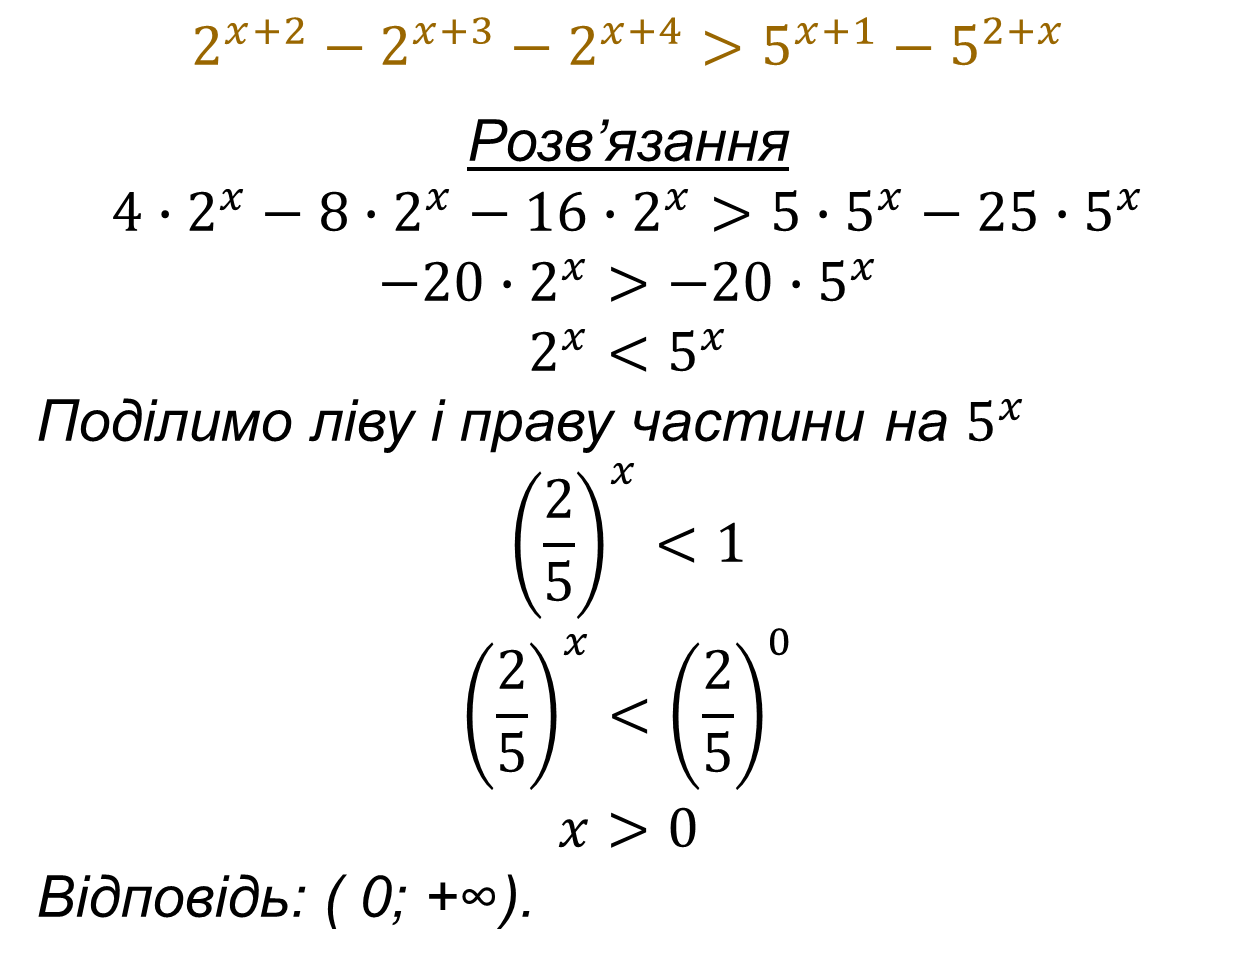 2^{x+2} − 2^{x+3} − 2^{x+4} > 5^{x+1} − 5^{2+x}
Розв’язання
4 · 2^x − 8 · 2^x − 16 · 2^x > 5 · 5^x − 25 · 5^x
−20 · 2^x > −20 · 5^x
2^x < 5^x
Поділимо ліву і праву частини на 5^x
(2/5)^x < 1
(2/5)^x < (2/5)^0
x > 0
Відповідь: ( 0; +∞).